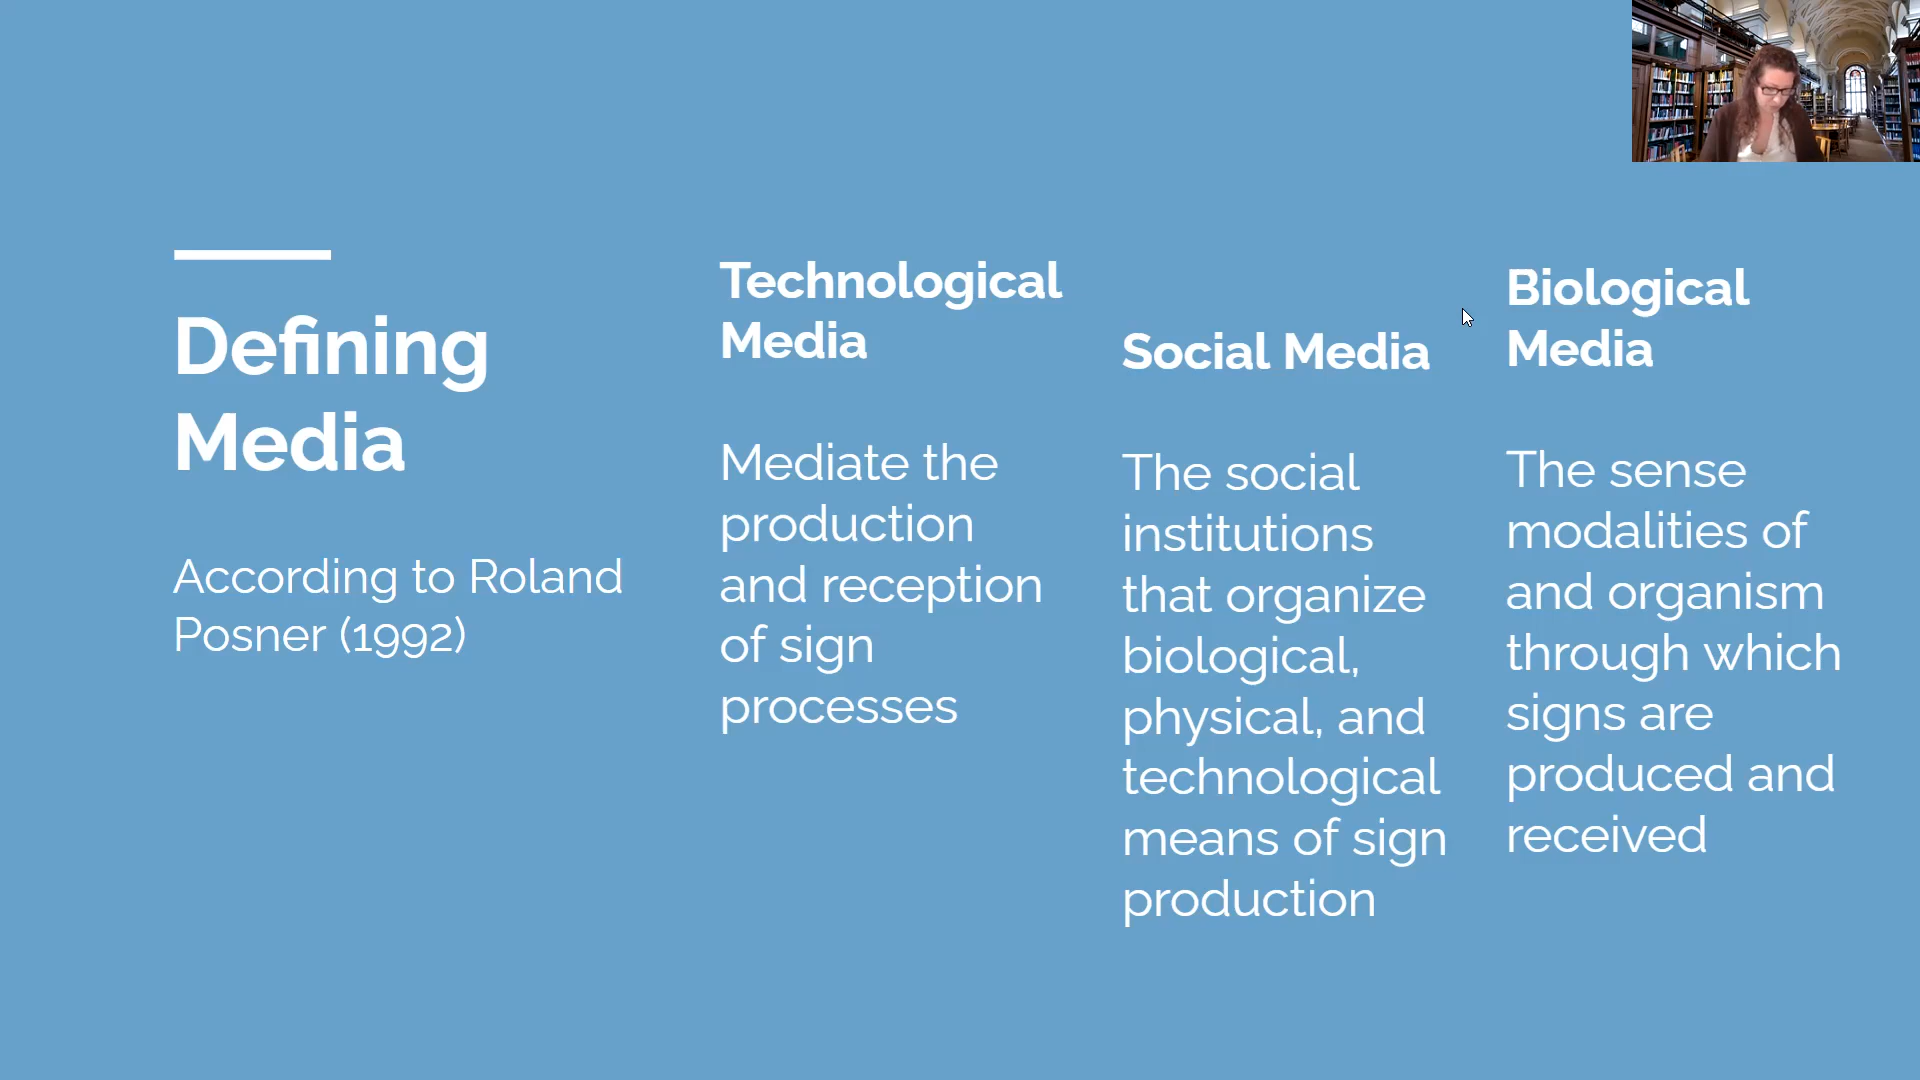 Defining
Media
According to Roland
Posner (1992)
Technological
Media
Mediate the
production
and reception
of sign
processes
Social Media
The social
institutions
that organize
biological,
physical, and
technological
means of sign
production
Biological
Media
The sense
modalities of
and organism
through which
signs are
produced and
received